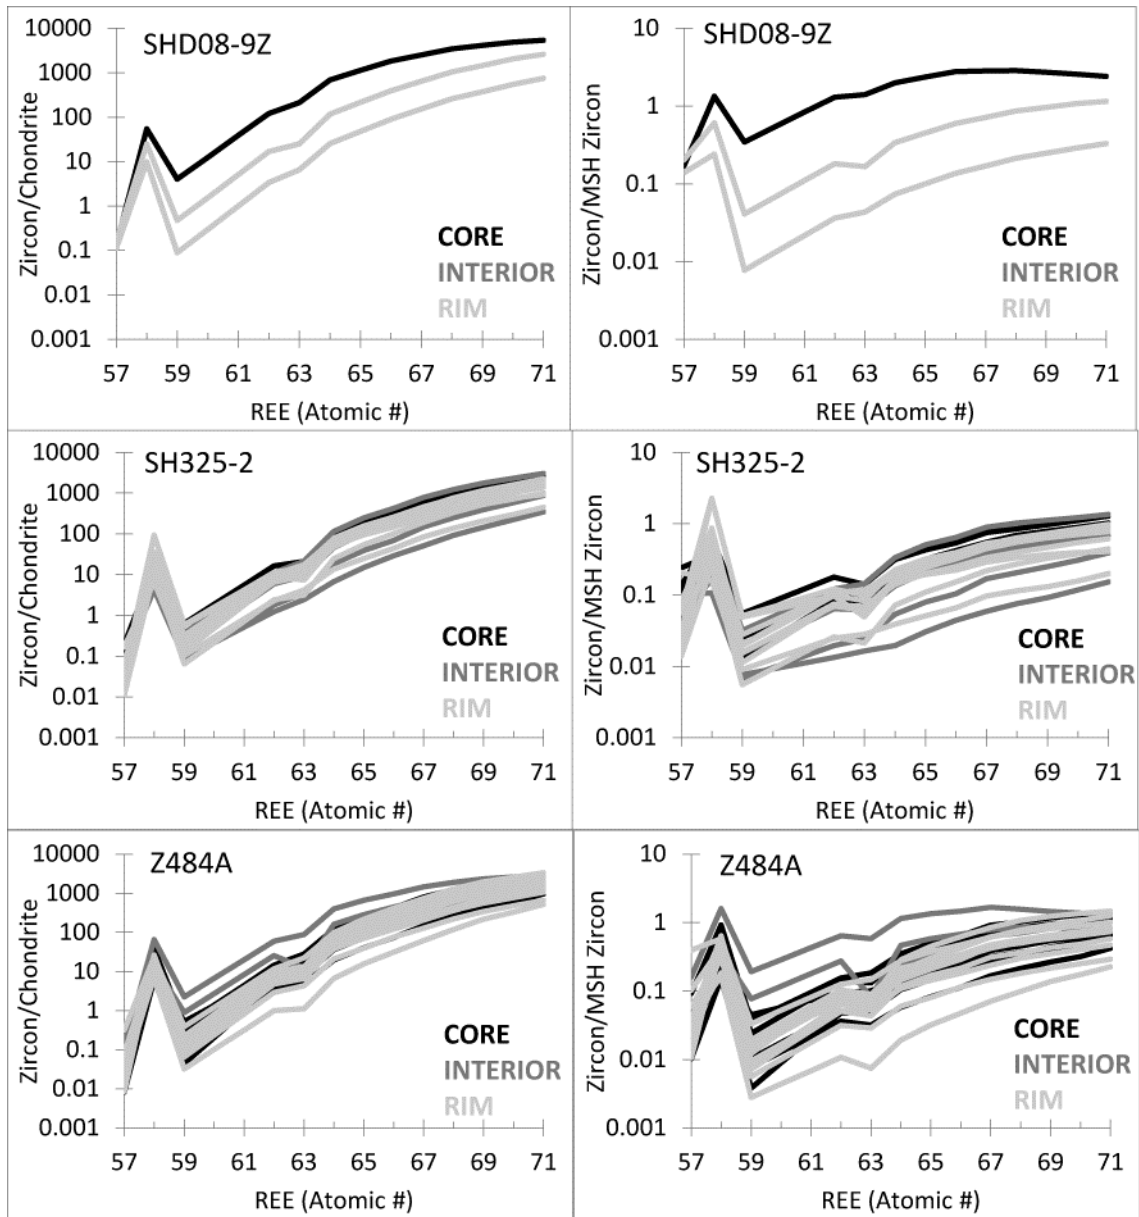 SHD08-9Z
Zircon/Chondrite
10000
1000
100
10
1
0.1
0.01
0.001
CORE
INTERIOR
RIM
57 59 61 63 65 67 69 71
REE (Atomic #)
SHD08-9Z
Zircon/MSH Zircon
10
1
0.1
0.01
0.001
CORE
INTERIOR
RIM
57 59 61 63 65 67 69 71
REE (Atomic #)
SH325-2
Zircon/Chondrite
10000
1000
100
10
1
0.1
0.01
0.001
CORE
INTERIOR
RIM
57 59 61 63 65 67 69 71
REE (Atomic #)
SH325-2
Zircon/MSH Zircon
10
1
0.1
0.01
0.001
CORE
INTERIOR
RIM
57 59 61 63 65 67 69 71
REE (Atomic #)
Z484A
Zircon/Chondrite
10000
1000
100
10
1
0.1
0.01
0.001
CORE
INTERIOR
RIM
57 59 61 63 65 67 69 71
REE (Atomic #)
Z484A
Zircon/MSH Zircon
10
1
0.1
0.01
0.001
CORE
INTERIOR
RIM
57 59 61 63 65 67 69 71
REE (Atomic #)